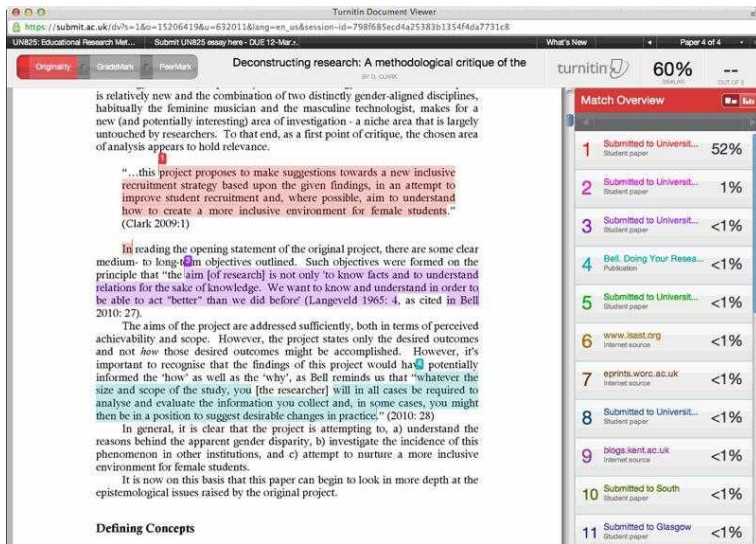 Turnitin Document Viewer
https://submit.ac.uk/dv?s=1&o=15206419&u=632011&lang=en_us&session-id=798f685ecd4a25383b1354f4da7731c8
UN825: Educational Research Met... Submit UN825 essay here - DUE 12-Mar... What's New Paper 4 of 4
Originality GradeMark PeerMark Deconstructing research: A methodological critique of the turnitin 60% --
BY D. CLARK SIMILAR OUT OF 0
is relatively new and the combination of two distinctly gender-aligned disciplines,
habitually the feminine musician and the masculine technologist, makes for a
new (and potentially interesting) area of investigation - a niche area that is largely
untouched by researchers. To that end, as a first point of critique, the chosen area
of analysis appears to hold relevance.
1
“…this project proposes to make suggestions towards a new inclusive
recruitment strategy based upon the given findings, in an attempt to
improve student recruitment and, where possible, aim to understand
how to create a more inclusive environment for female students.”
(Clark 2009:1)
In reading the opening statement of the original project, there are some clear
medium- to long-term objectives outlined. Such objectives were formed on the
principle that “the aim [of research] is not only 'to know facts and to understand
relations for the sake of knowledge. We want to know and understand in order to
be able to act "better" than we did before' (Langeveld 1965: 4, as cited in Bell
2010: 27).
The aims of the project are addressed sufficiently, both in terms of perceived
achievability and scope. However, the project states only the desired outcomes
and not how those desired outcomes might be accomplished. However, it's
important to recognise that the findings of this project would have potentially
informed the 'how' as well as the 'why', as Bell reminds us that “whatever the
size and scope of the study, you [the researcher] will in all cases be required to
analyse and evaluate the information you collect and, in some cases, you might
then be in a position to suggest desirable changes in practice.” (2010: 28)
In general, it is clear that the project is attempting to, a) understand the
reasons behind the apparent gender disparity, b) investigate the incidence of this
phenomenon in other institutions, and c) attempt to nurture a more inclusive
environment for female students.
It is now on this basis that this paper can begin to look in more depth at the
epistemological issues raised by the original project.
Defining Concepts
Match Overview
1 Submitted to Universit... 52%
Student paper
2 Submitted to Universit... 1%
Student paper
3 Submitted to Universit... <1%
Student paper
4 Bell. Doing Your Resea... <1%
Publication
5 Submitted to Universit... <1%
Student paper
6 www.isast.org <1%
Internet source
7 eprints.worc.ac.uk <1%
Internet source
8 Submitted to Universit... <1%
Student paper
9 blogs.kent.ac.uk <1%
Internet source
10 Submitted to South <1%
Student paper
11 Submitted to Glasgow <1%
Student paper